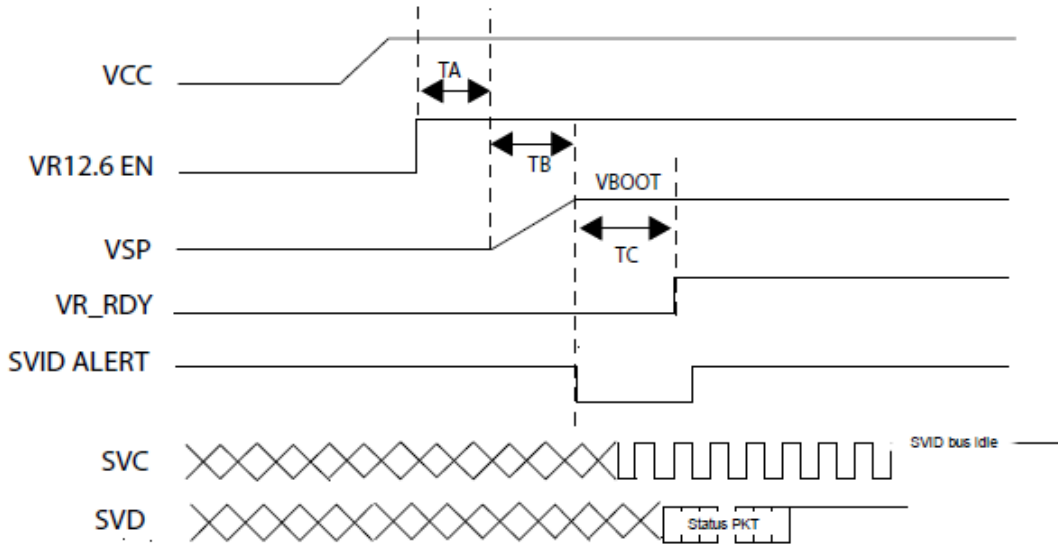 VCC
TA
VR12.6 EN
TB
VBOOT
VSP
TC
VR_RDY
SVID ALERT
SVC
SVID bus Idle
SVD
Status PKT